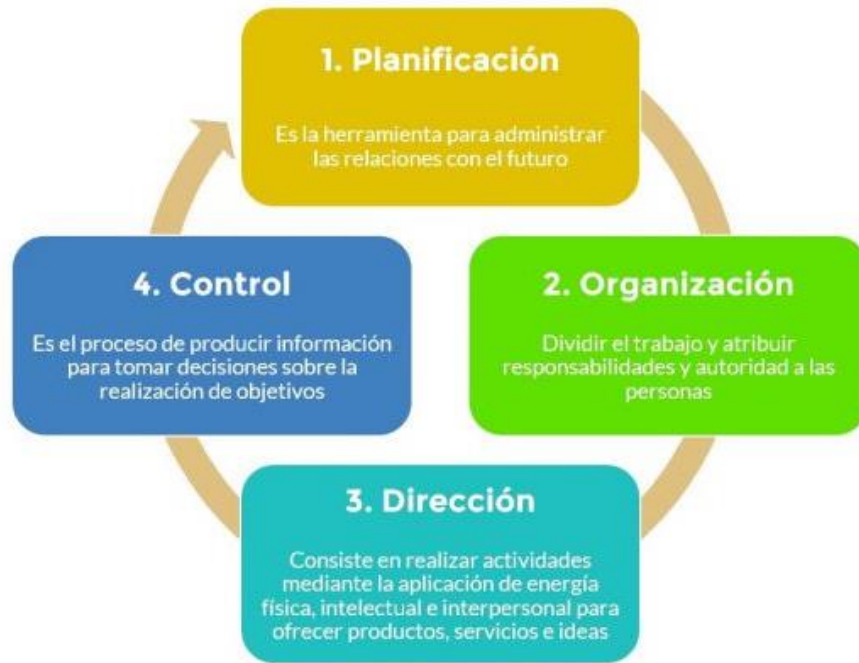 1. Planificación
Es la herramienta para administrar
las relaciones con el futuro
2. Organización
Dividir el trabajo y atribuir
responsabilidades y autoridad a las
personas
3. Dirección
Consiste en realizar actividades
mediante la aplicación de energía
física, intelectual e interpersonal para
ofrecer productos, servicios e ideas
4. Control
Es el proceso de producir información
para tomar decisiones sobre la
realización de objetivos